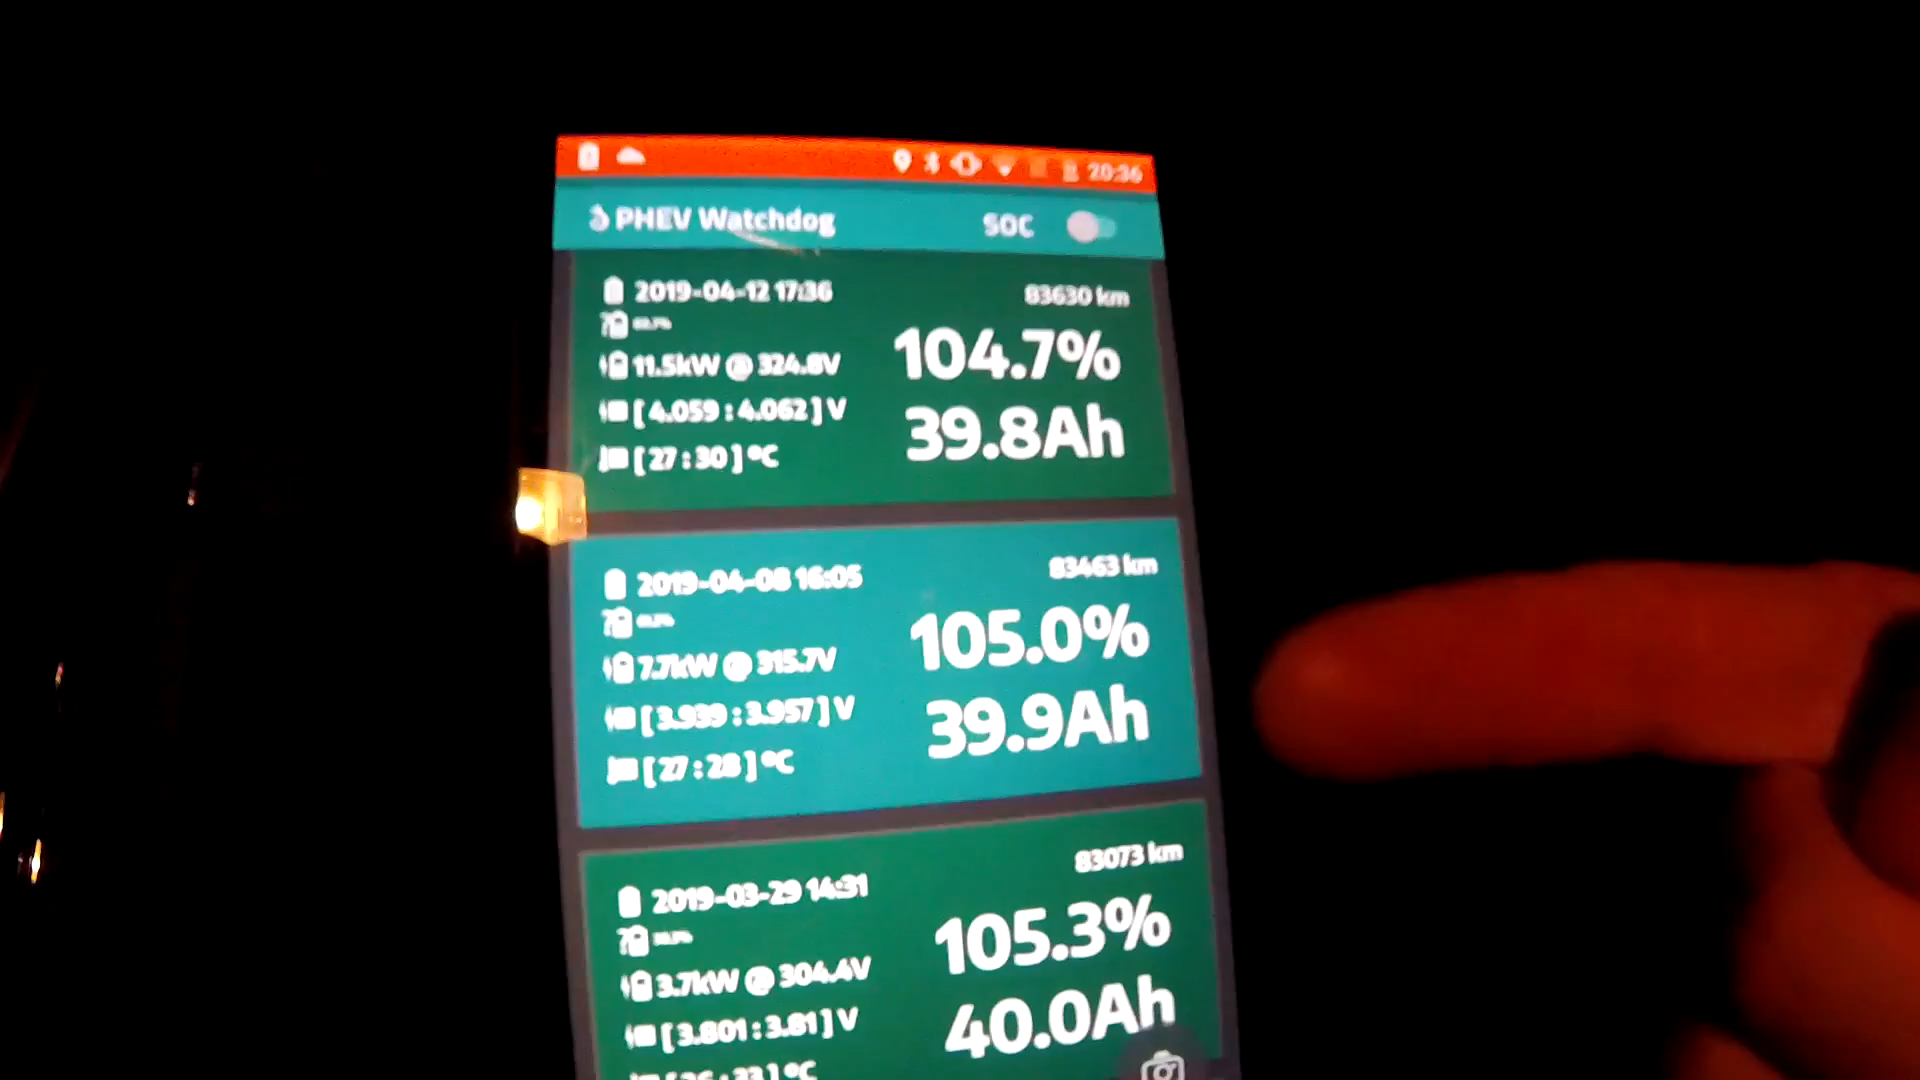 20:36
PHEV Watchdog SOC
2019-04-12 17:36 83630 km
104.7%
11.5kW @ 324.8V
39.8Ah
[ 4.059 : 4.062 ] V
[ 27 : 30 ] ºC
2019-04-08 16:05 83463 km
105.0%
7.7kW @ 315.7V
39.9Ah
[ 3.939 : 3.957 ] V
[ 27 : 28 ] ºC
2019-03-29 14:31 83073 km
105.3%
3.7kW @ 304.4V
40.0Ah
[ 3.801 : 3.81 ] V
ºC